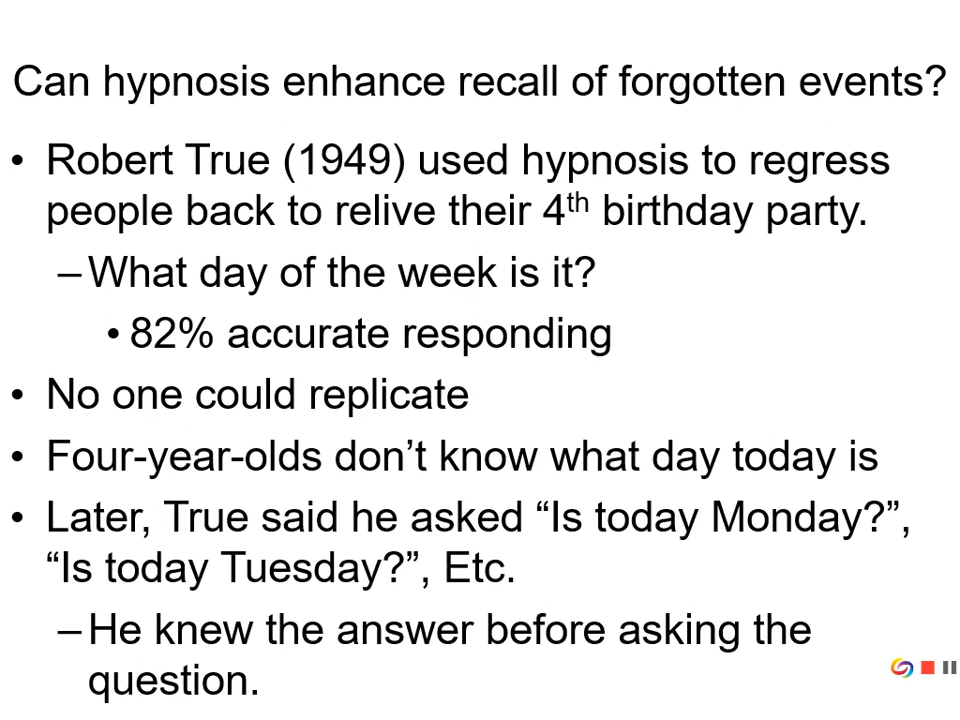 Can hypnosis enhance recall of forgotten events?
• Robert True (1949) used hypnosis to regress
people back to relive their 4th birthday party.
– What day of the week is it?
• 82% accurate responding
• No one could replicate
• Four-year-olds don’t know what day today is
• Later, True said he asked “Is today Monday?”,
“Is today Tuesday?”, Etc.
– He knew the answer before asking the
question.